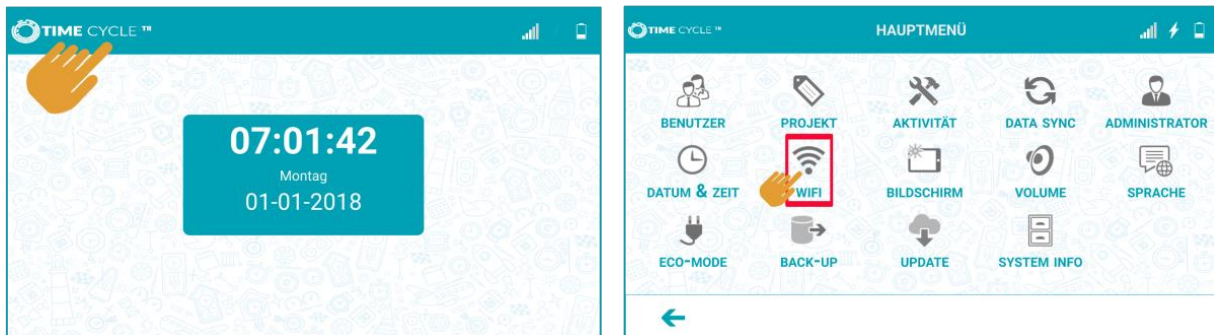 TIME CYCLE ™
07:01:42
Montag
01-01-2018
TIME CYCLE ™
HAUPTMENÜ
BENUTZER PROJEKT AKTIVITÄT DATA SYNC ADMINISTRATOR
DATUM & ZEIT WIFI BILDSCHIRM VOLUME SPRACHE
ECO-MODE BACK-UP UPDATE SYSTEM INFO